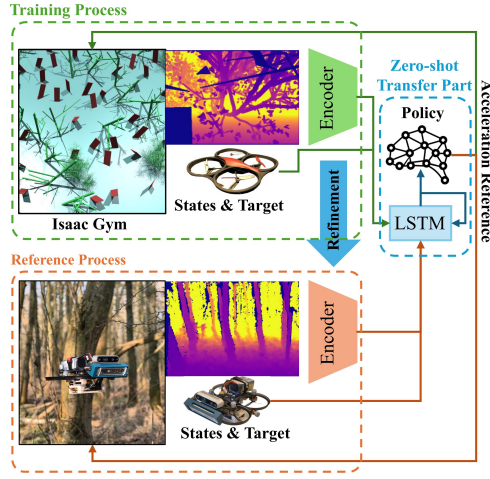 Training Process
Encoder
States & Target
Isaac Gym
Zero-shot
Transfer Part
Policy
LSTM
Acceleration Reference
Refinement
Reference Process
Encoder
States & Target